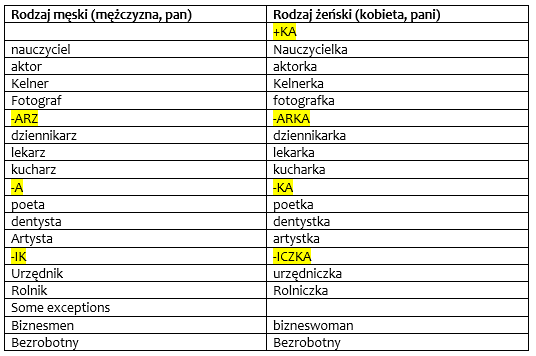 Rodzaj męski (mężczyzna, pan) Rodzaj żeński (kobieta, pani)
+KA
nauczyciel Nauczycielka
aktor aktorka
Kelner Kelnerka
Fotograf fotografka
-ARZ -ARKA
dziennikarz dziennikarka
lekarz lekarka
kucharz kucharka
-A -KA
poeta poetka
dentysta dentystka
Artysta artystka
-IK -ICZKA
Urzędnik urzędniczka
Rolnik Rolniczka
Some exceptions
Biznesmen bizneswoman
Bezrobotny Bezrobotny